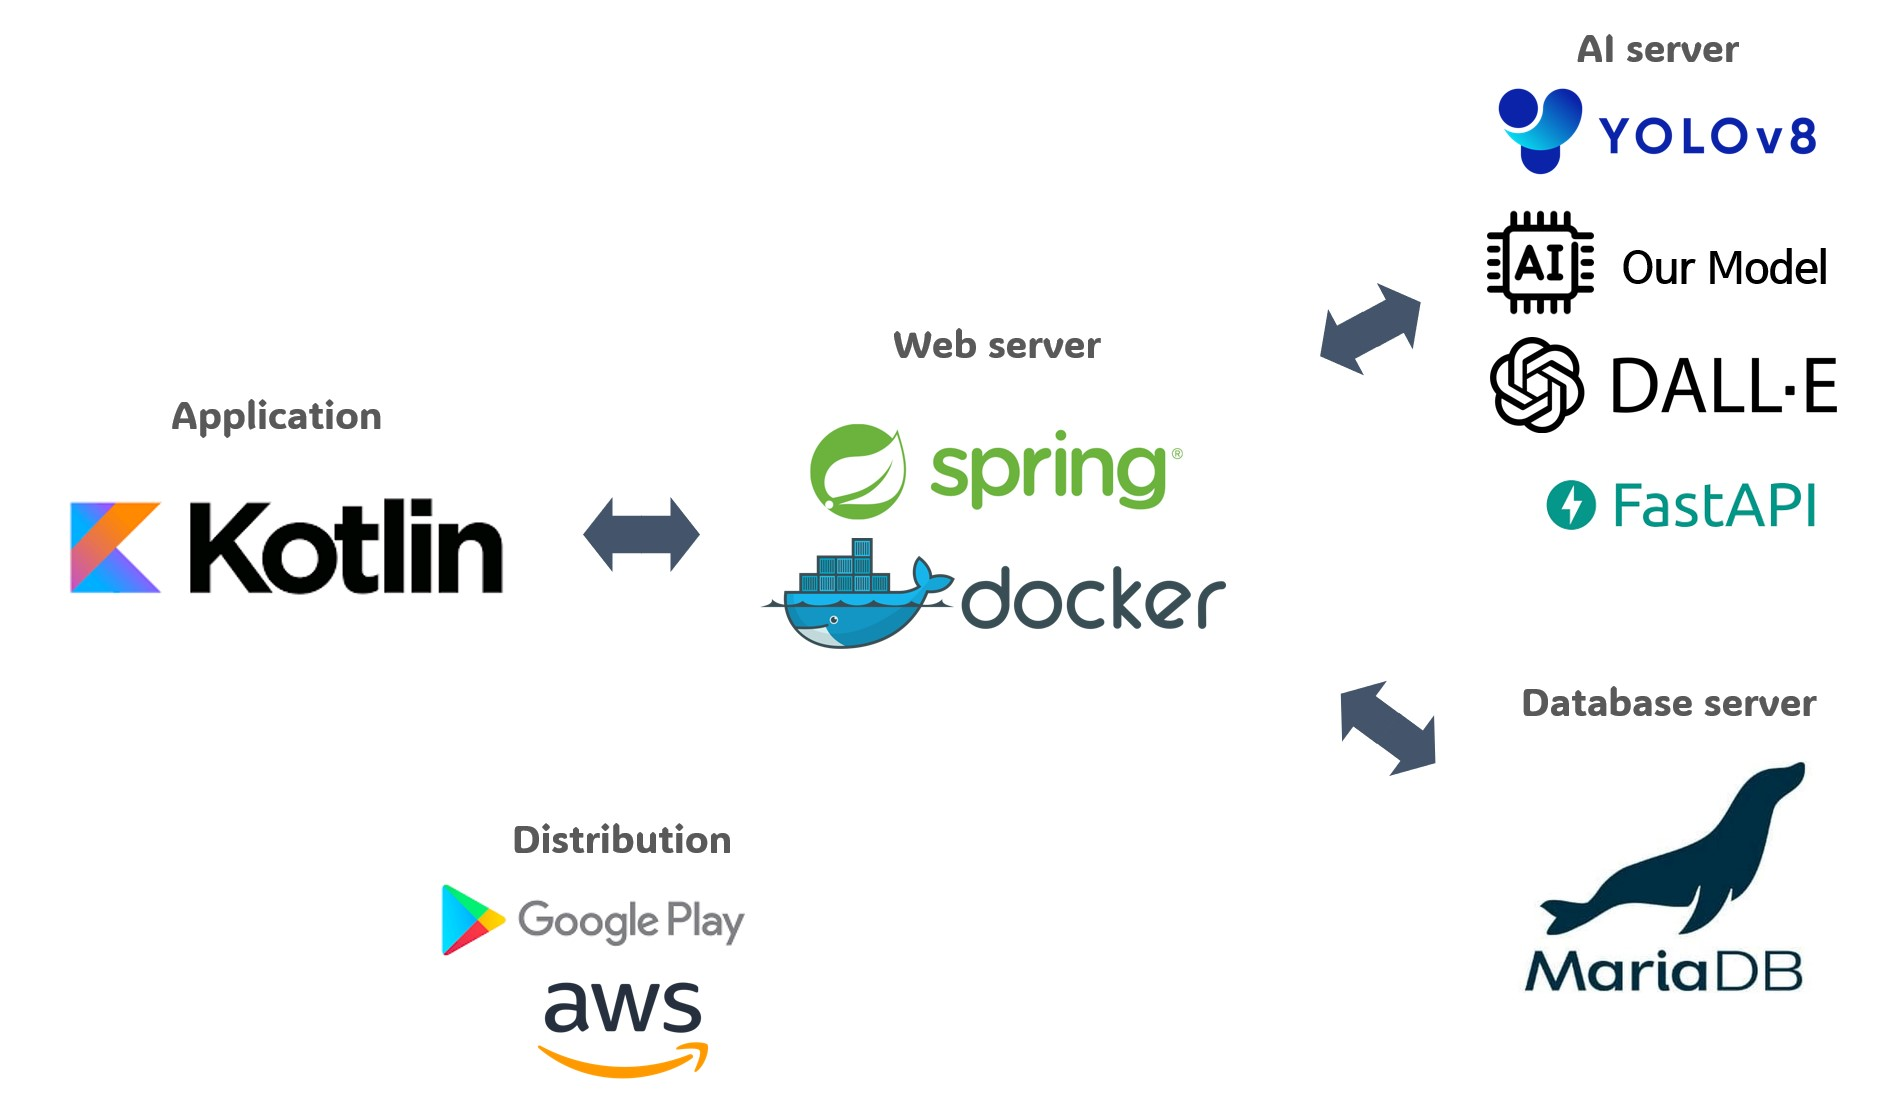 AI server
YOLOv8
AI
Our Model
DALL·E
FastAPI
Web server
spring®
docker
Application
Kotlin
Database server
MariaDB
Distribution
Google Play
aws